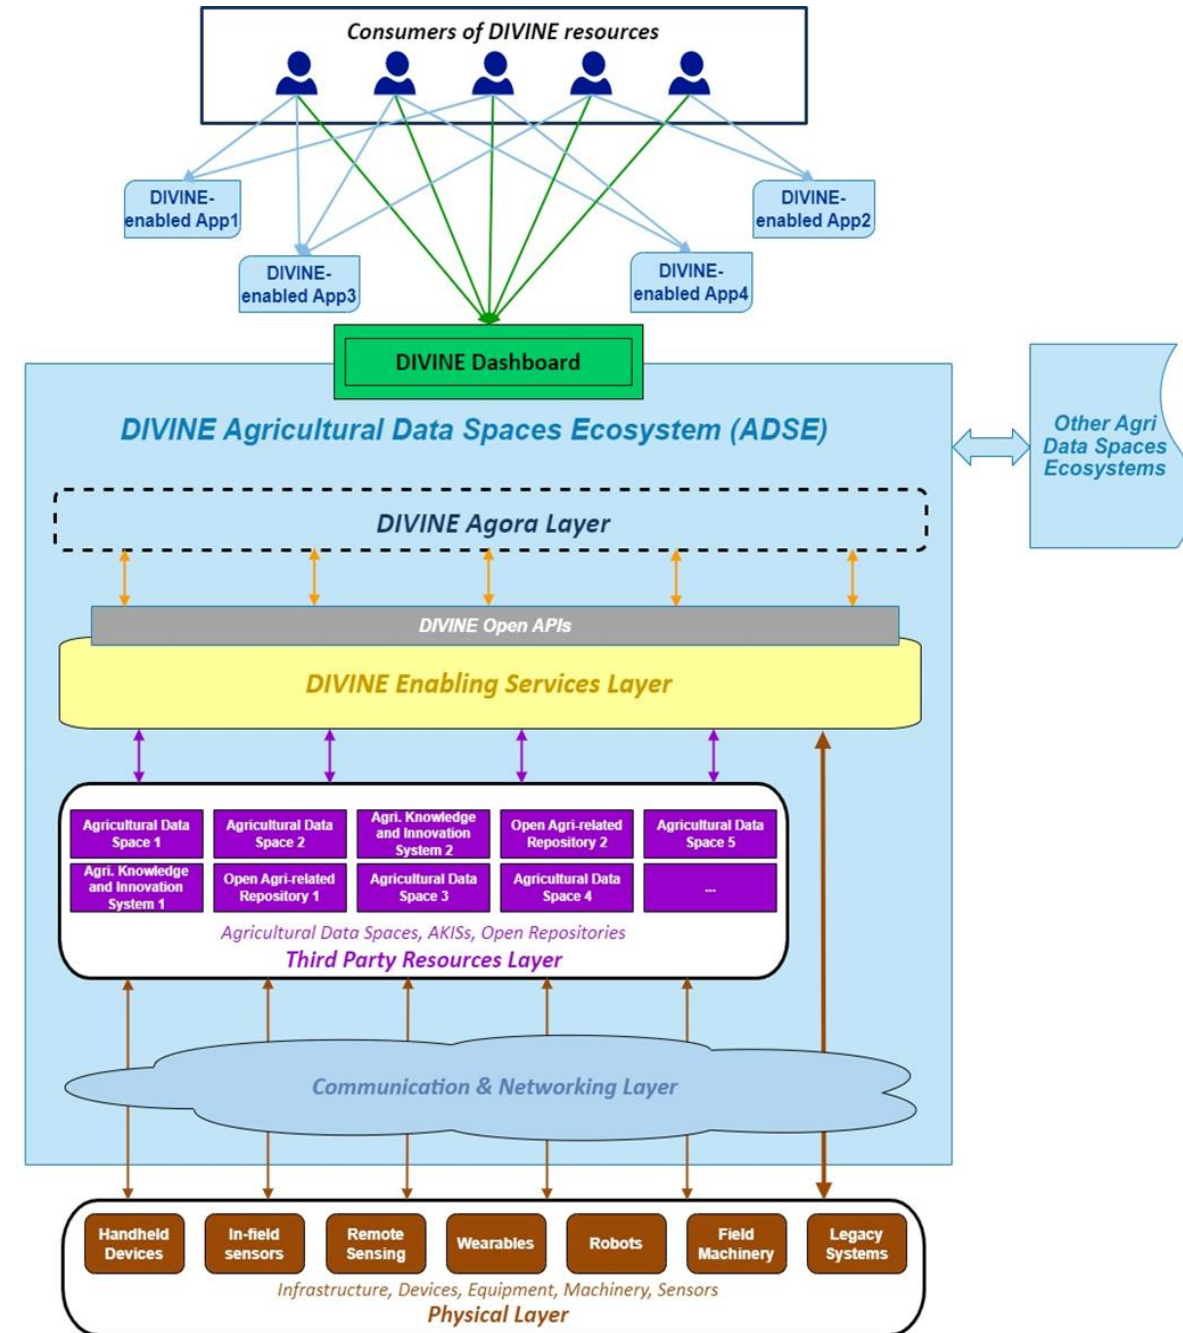 Consumers of DIVINE resources
DIVINE-
enabled App1
DIVINE-
enabled App2
DIVINE-
enabled App3
DIVINE-
enabled App4
DIVINE Dashboard
DIVINE Agricultural Data Spaces Ecosystem (ADSE)
Other Agri
Data Spaces
Ecosystems
DIVINE Agora Layer
DIVINE Open APIs
DIVINE Enabling Services Layer
Agricultural Data
Space 1
Agricultural Data
Space 2
Agri. Knowledge
and Innovation
System 2
Open Agri-related
Repository 2
Agricultural Data
Space 5
Agri. Knowledge
and Innovation
System 1
Open Agri-related
Repository 1
Agricultural Data
Space 3
Agricultural Data
Space 4
...
Agricultural Data Spaces, AKISs, Open Repositories
Third Party Resources Layer
Communication & Networking Layer
Handheld
Devices
In-field
sensors
Remote
Sensing
Wearables
Robots
Field
Machinery
Legacy
Systems
Infrastructure, Devices, Equipment, Machinery, Sensors
Physical Layer